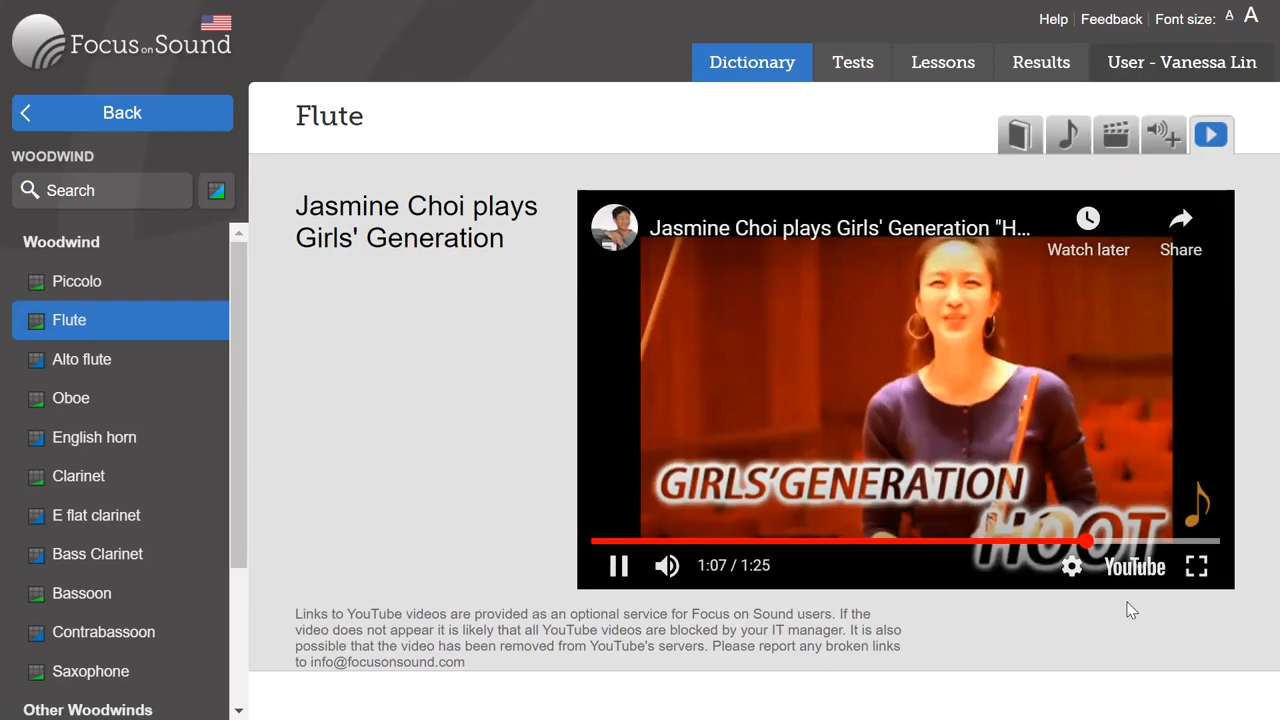 Focus on Sound
Help Feedback Font size: A A
Dictionary Tests Lessons Results User - Vanessa Lin
Back
WOODWIND
Search
Woodwind
Piccolo
Flute
Alto flute
Oboe
English horn
Clarinet
E flat clarinet
Bass Clarinet
Bassoon
Contrabassoon
Saxophone
Other Woodwinds
Flute
Jasmine Choi plays
Girls' Generation
Jasmine Choi plays Girls' Generation "H...
Watch later
Share
GIRLS'GENERATION
HOOT
1:07 / 1:25
YouTube
Links to YouTube videos are provided as an optional service for Focus on Sound users. If the
video does not appear it is likely that all YouTube videos are blocked by your IT manager. It is also
possible that the video has been removed from YouTube's servers. Please report any broken links
to info@focusonsound.com